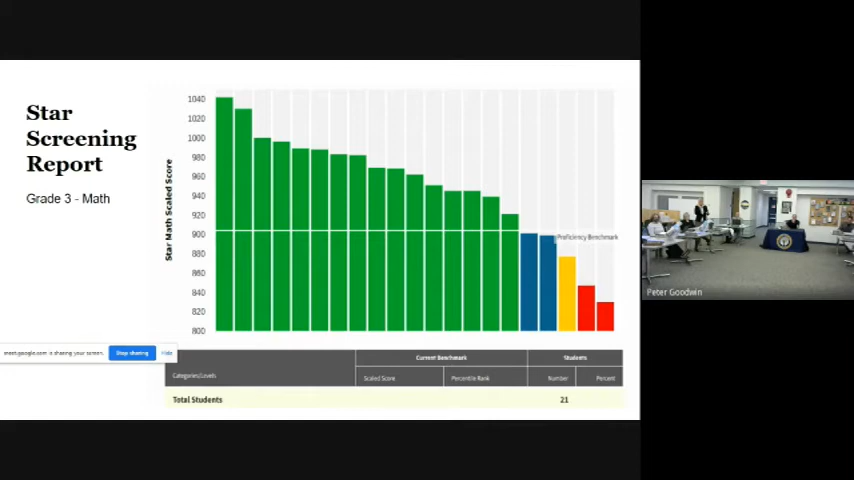 Star
Screening
Report
Grade 3 - Math
Star Math Scaled Score
1040
1020
1000
980
960
940
920
900
880
860
840
820
800
Proficiency Benchmark
meet.google.com is sharing your screen.
Stop sharing
Hide
Categories/Levels
Current Benchmark
Students
Scaled Score
Percentile Rank
Number
Percent
Total Students
21
Peter Goodwin